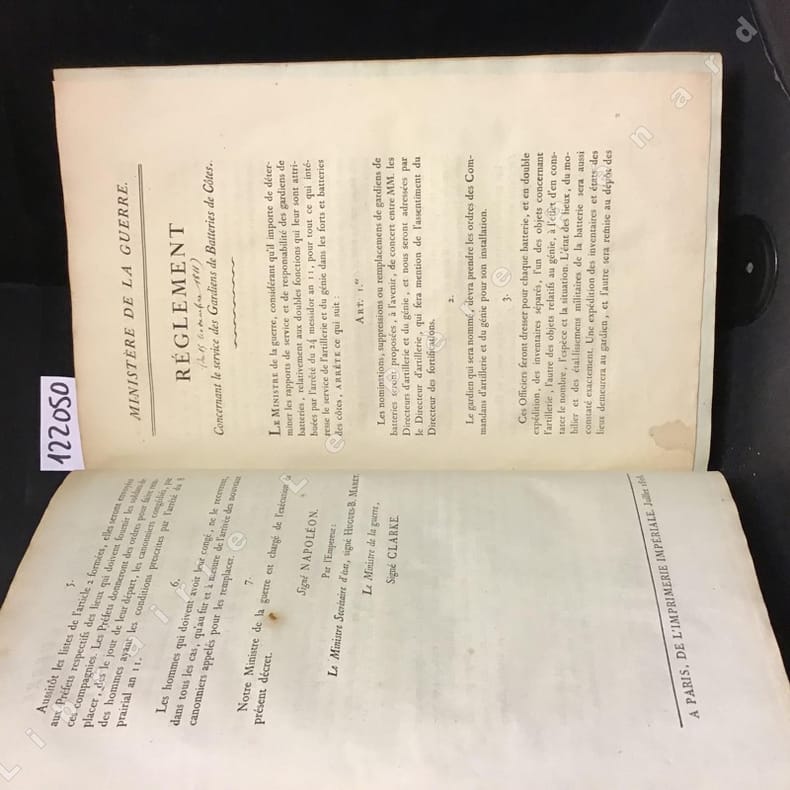 5.
Aussitôt les listes de l'article 2 formées, elles seront envoyées
aux Préfets respectifs des lieux qui doivent fournir les soldats de
ces compagnies. Les Préfets donneront des ordres pour faire rem-
placer, dès le jour de leur départ, les canonniers congédiés, par
des hommes ayant les conditions prescrites par l'arrêté du 8
prairial an 11.
6.
Les hommes qui doivent avoir leur congé, ne le recevront,
dans tous les cas, qu'au fur et à mesure de l'arrivée des nouveaux
canonniers appelés pour les remplacer.
7.
Notre Ministre de la guerre est chargé de l'exécution du
présent décret.
Signé NAPOLÉON.
Par l'Empereur:
Le Ministre Secrétaire d'état, signé HUGUES-B. MARET.
Le Ministre de la guerre,
Signé CLARKE.
A PARIS, DE L'IMPRIMERIE IMPÉRIALE. Juillet
122050
MINISTÈRE DE LA GUERRE.
RÉGLEMENT
Concernant le service des Gardiens de Batteries de Côtes.
LE MINISTRE de la guerre, considérant qu'il importe de déter-
miner les rapports de service et de responsabilité des gardiens de
batteries, relativement aux doubles fonctions qui leur sont attri-
buées par l'arrêté du 24 messidor an 11, pour tout ce qui inté-
resse le service de l'artillerie et du génie dans les forts et batteries
des côtes, ARRÊTE ce qui suit:
ART. 1.er
Les nominations, suppressions ou remplacemens de gardiens de
batteries seront proposées, à l'avenir, de concert entre MM. les
Directeurs d'artillerie et du génie, et nous seront adressées par
le Directeur d'artillerie, qui fera mention de l'assentiment du
Directeur des fortifications.
2.
Le gardien qui sera nommé, devra prendre les ordres des Com-
mandans d'artillerie et du génie pour son installation.
3.
Ces Officiers feront dresser pour chaque batterie, et en double
expédition, des inventaires séparés, l'un des objets concernant
l'artillerie, l'autre des objets relatifs au génie, à l'effet d'en cons-
tater le nombre, l'espèce et la situation. L'état des lieux, du mo-
bilier et des établissemens militaires de la batterie sera aussi
constaté exactement. Une expédition des inventaires et états des
lieux demeurera au gardien, et l'autre sera remise au dépôt des